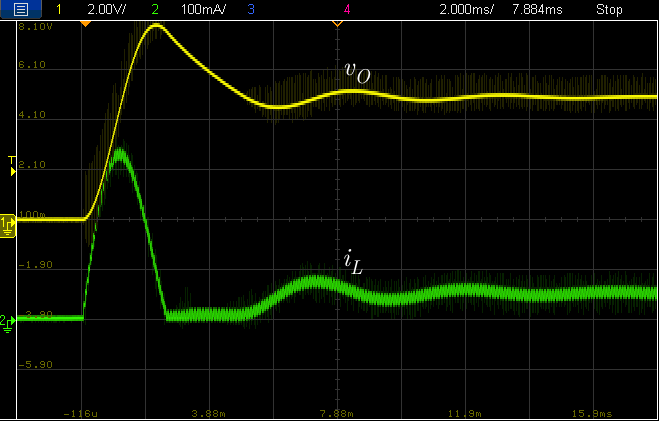 1 2.00V/ 2 100mA/ 3 4 2.000ms/ 7.884ms Stop
8.10V
6.10
v_O
4.10
T
2.10
100m
1
-1.90
i_L
-3.90
2
-5.90
-116u 3.88m 7.88m 11.9m 15.9ms